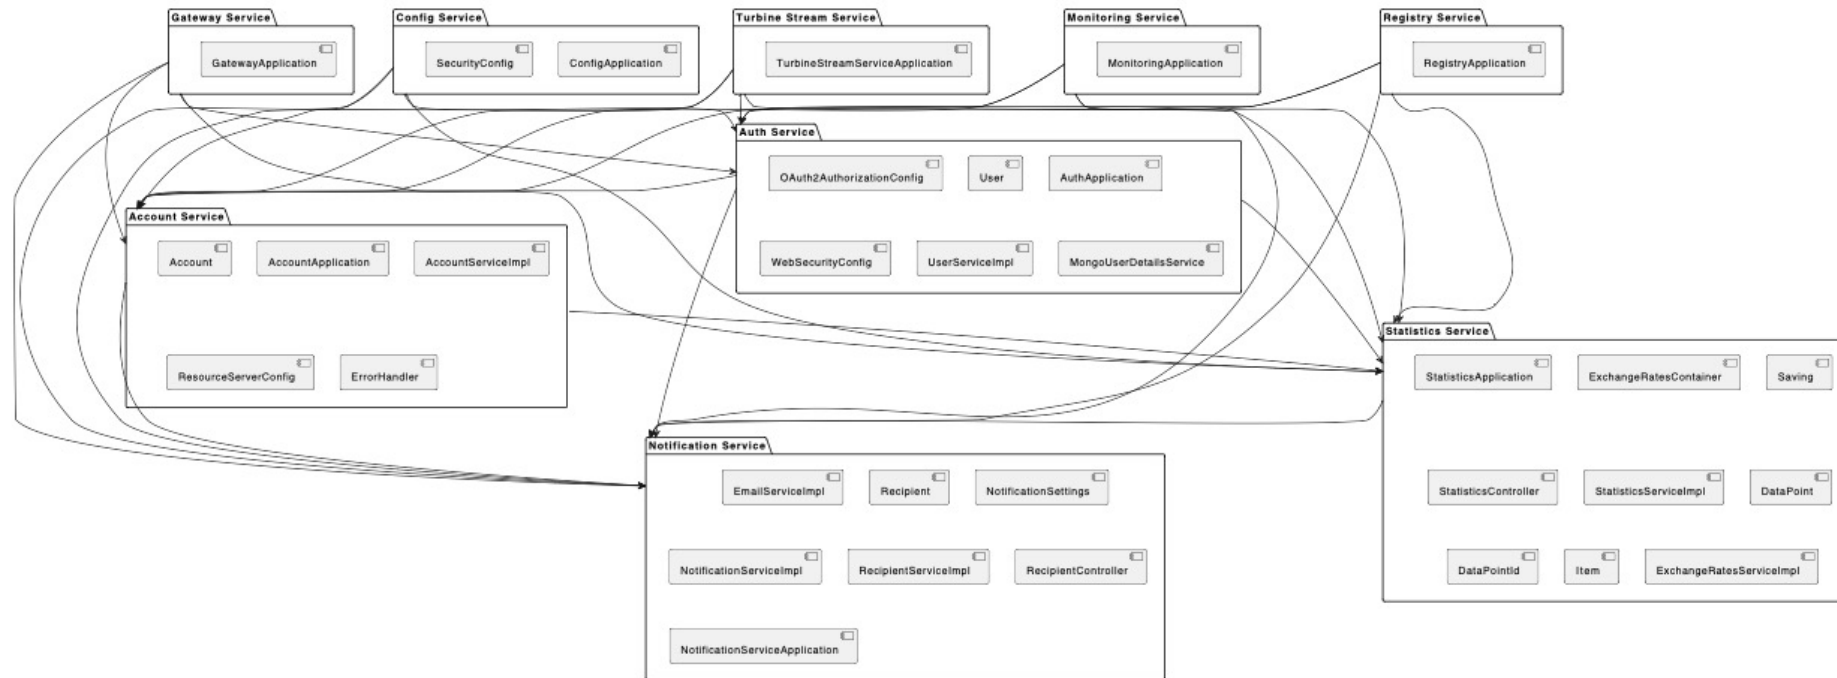 Gateway Service
Config Service
Turbine Stream Service
Monitoring Service
Registry Service
GatewayApplication
SecurityConfig
ConfigApplication
TurbineStreamServiceApplication
MonitoringApplication
RegistryApplication
Auth Service
OAuth2AuthorizationConfig
User
AuthApplication
WebSecurityConfig
UserServiceImpl
MongoUserDetailsService
Account Service
Account
AccountApplication
AccountServiceImpl
ResourceServerConfig
ErrorHandler
Statistics Service
StatisticsApplication
ExchangeRatesContainer
Saving
StatisticsController
StatisticsServiceImpl
DataPoint
DataPointId
Item
ExchangeRatesServiceImpl
Notification Service
EmailServiceImpl
Recipient
NotificationSettings
NotificationServiceImpl
RecipientServiceImpl
RecipientController
NotificationServiceApplication